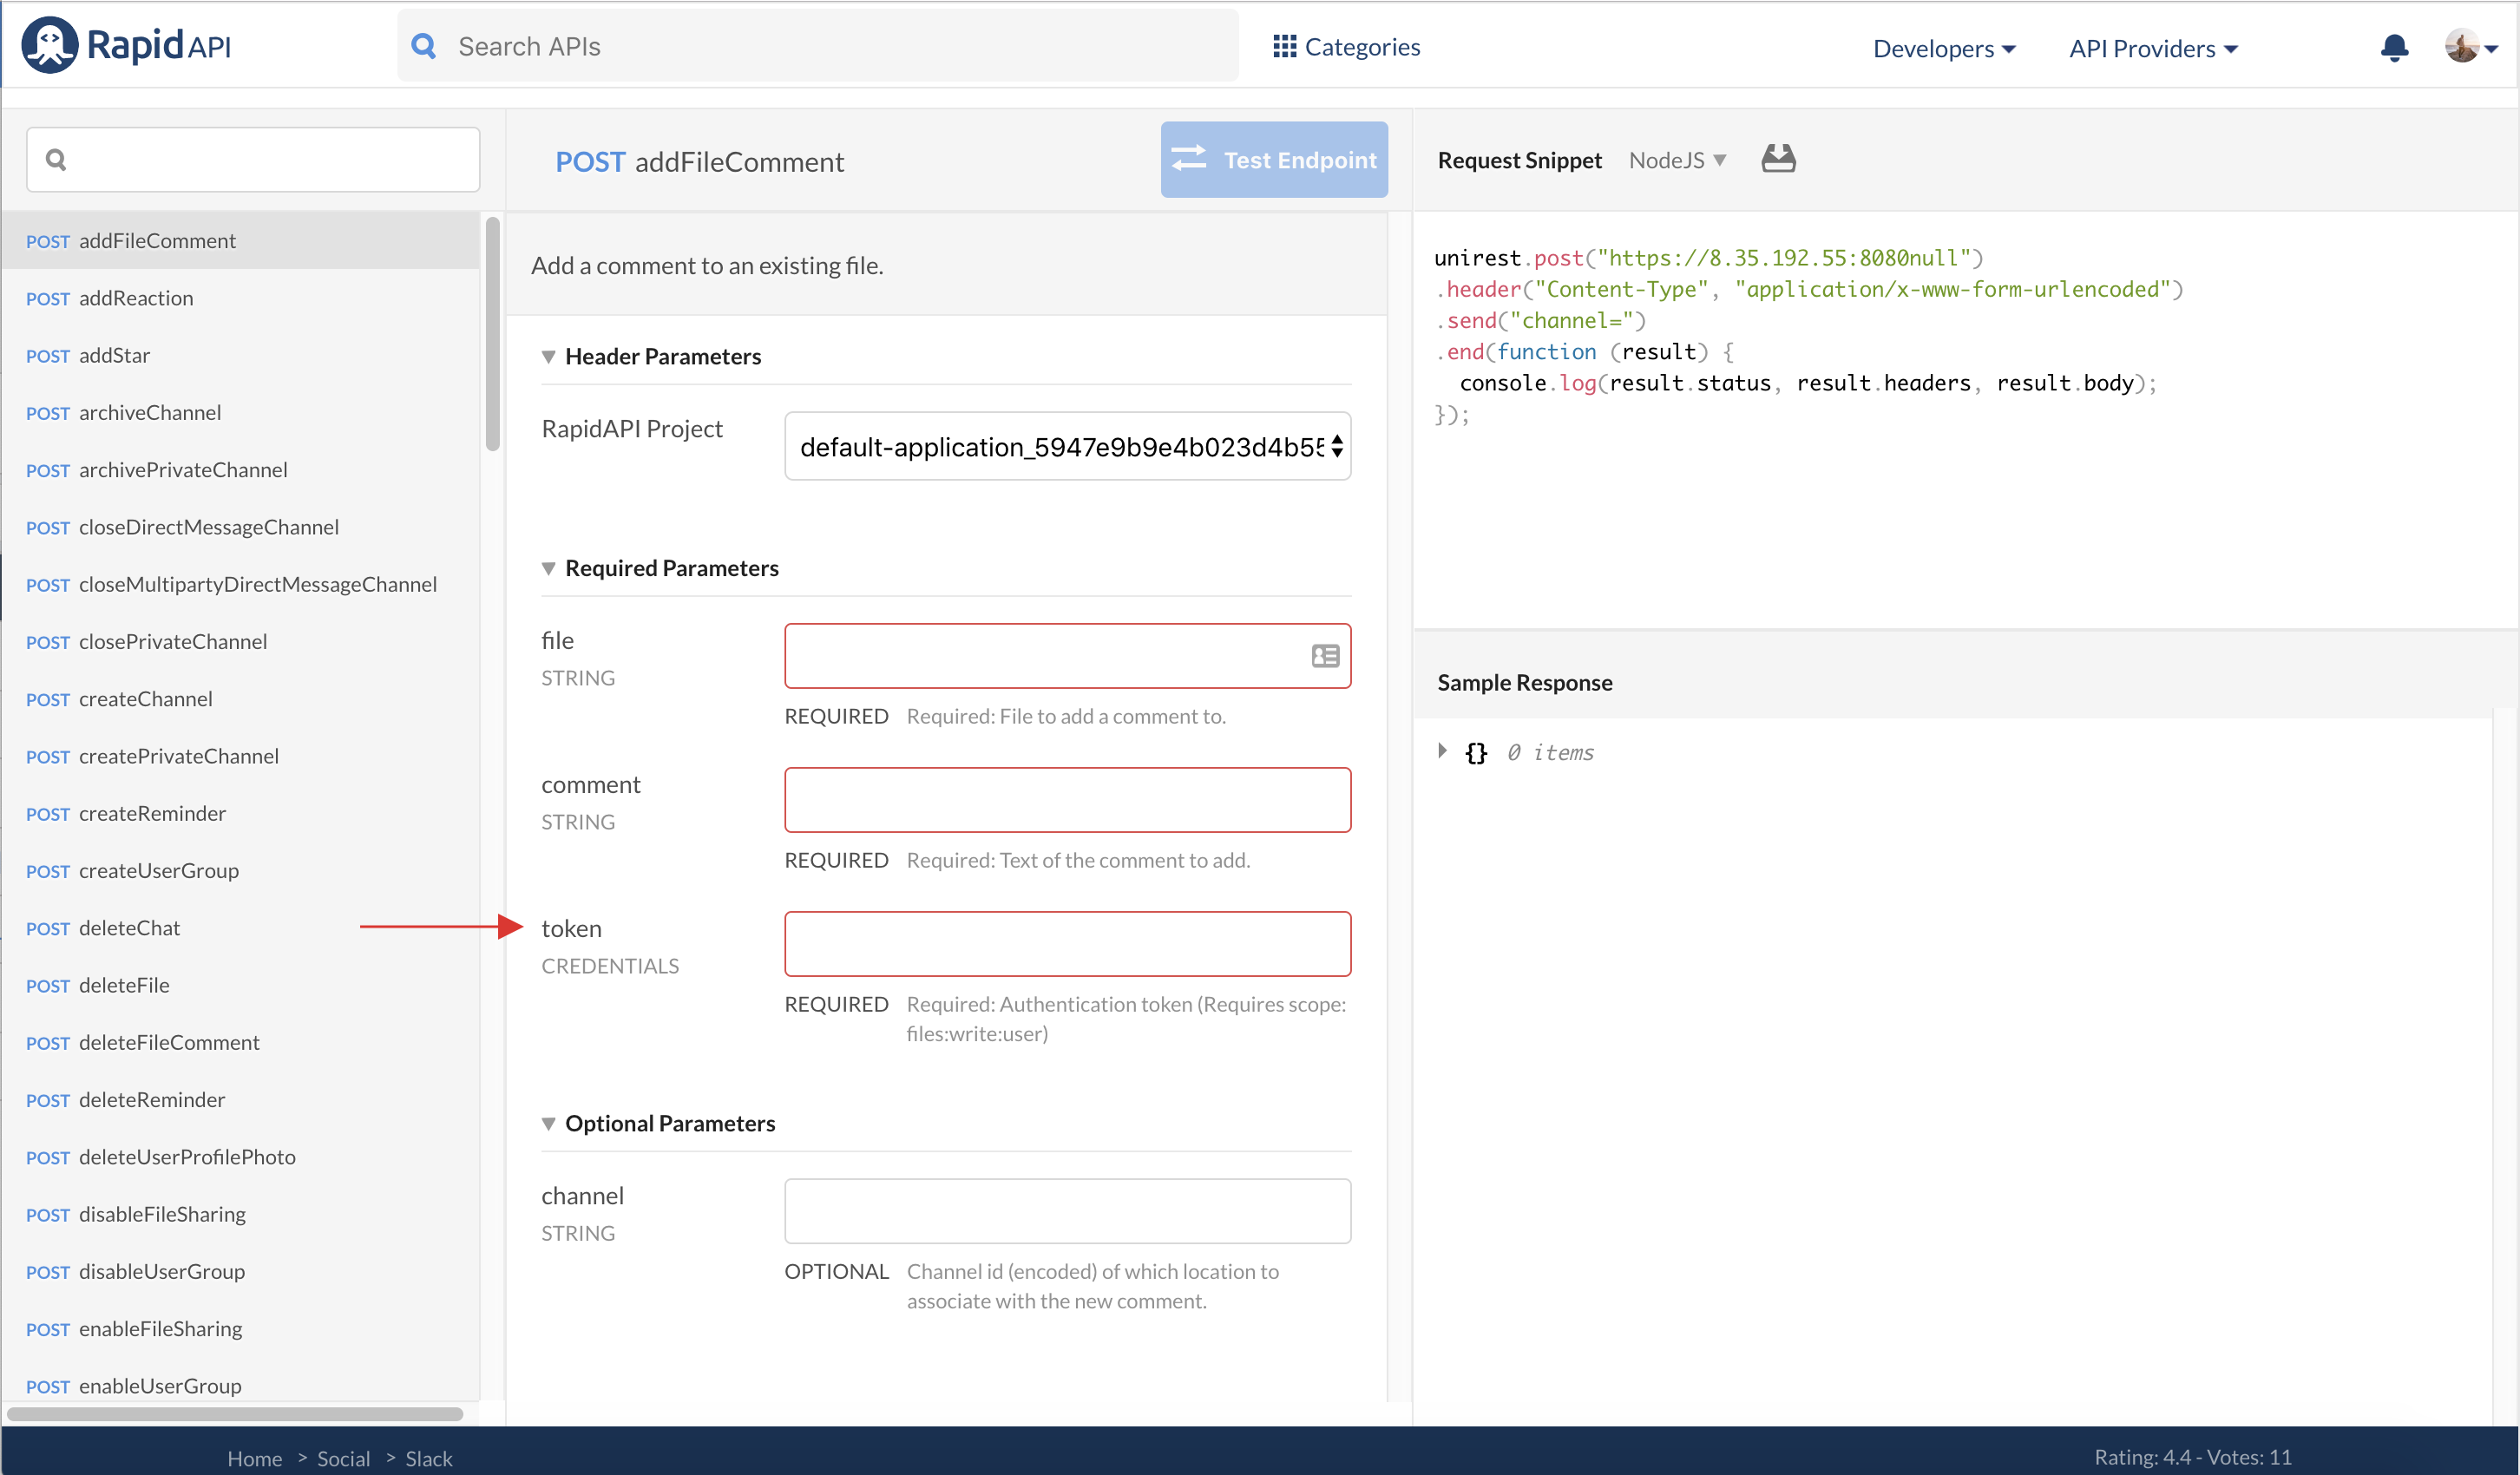 RapidAPI
Search APIs
Categories
Developers
API Providers
POST addFileComment
POST addReaction
POST addStar
POST archiveChannel
POST archivePrivateChannel
POST closeDirectMessageChannel
POST closeMultipartyDirectMessageChannel
POST closePrivateChannel
POST createChannel
POST createPrivateChannel
POST createReminder
POST createUserGroup
POST deleteChat
POST deleteFile
POST deleteFileComment
POST deleteReminder
POST deleteUserProfilePhoto
POST disableFileSharing
POST disableUserGroup
POST enableFileSharing
POST enableUserGroup
POST addFileComment
Test Endpoint
Add a comment to an existing file.
Header Parameters
RapidAPI Project
default-application_5947e9b9e4b023d4b55
Required Parameters
file
STRING
REQUIRED Required: File to add a comment to.
comment
STRING
REQUIRED Required: Text of the comment to add.
token
CREDENTIALS
REQUIRED Required: Authentication token (Requires scope:
files:write:user)
Optional Parameters
channel
STRING
OPTIONAL Channel id (encoded) of which location to
associate with the new comment.
Request Snippet NodeJS
unirest.post("https://8.35.192.55:8080null")
.header("Content-Type", "application/x-www-form-urlencoded")
.send("channel=")
.end(function (result) {
console.log(result.status, result.headers, result.body);
});
Sample Response
{} 0 items
Home > Social > Slack
Rating: 4.4 - Votes: 11